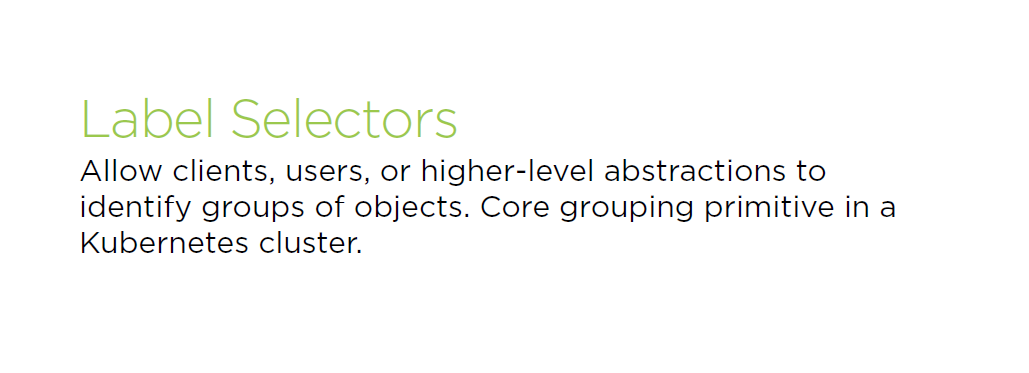 Label Selectors
Allow clients, users, or higher-level abstractions to
identify groups of objects. Core grouping primitive in a
Kubernetes cluster.